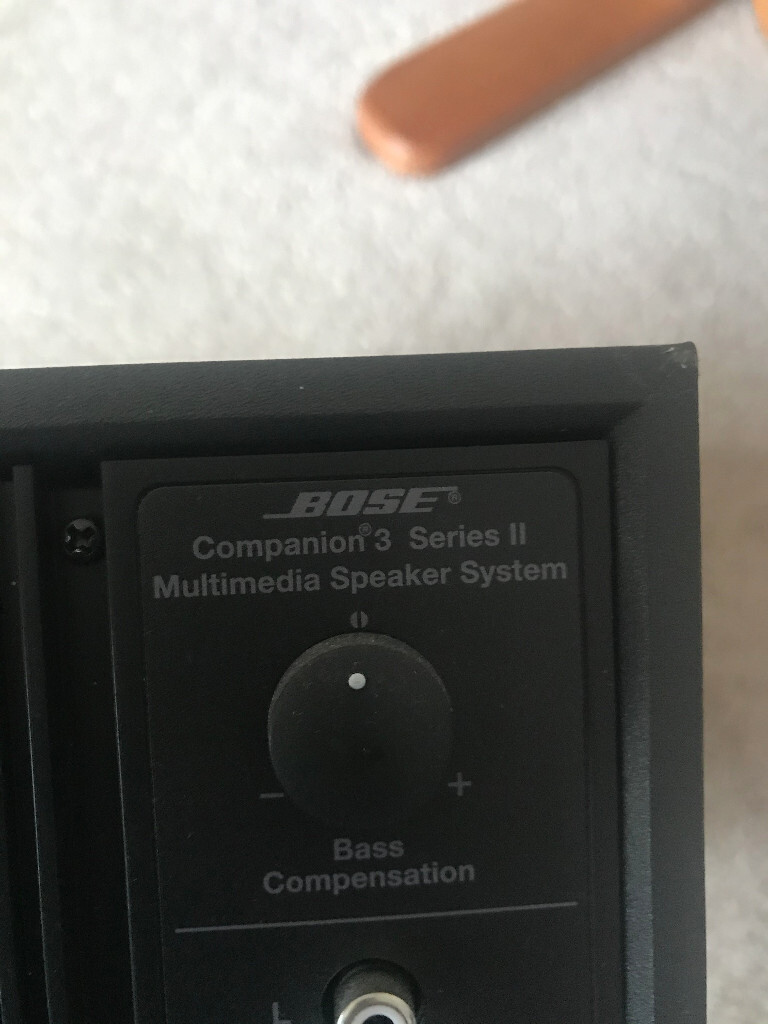 BOSE®
Companion® 3 Series II
Multimedia Speaker System
− +
Bass
Compensation